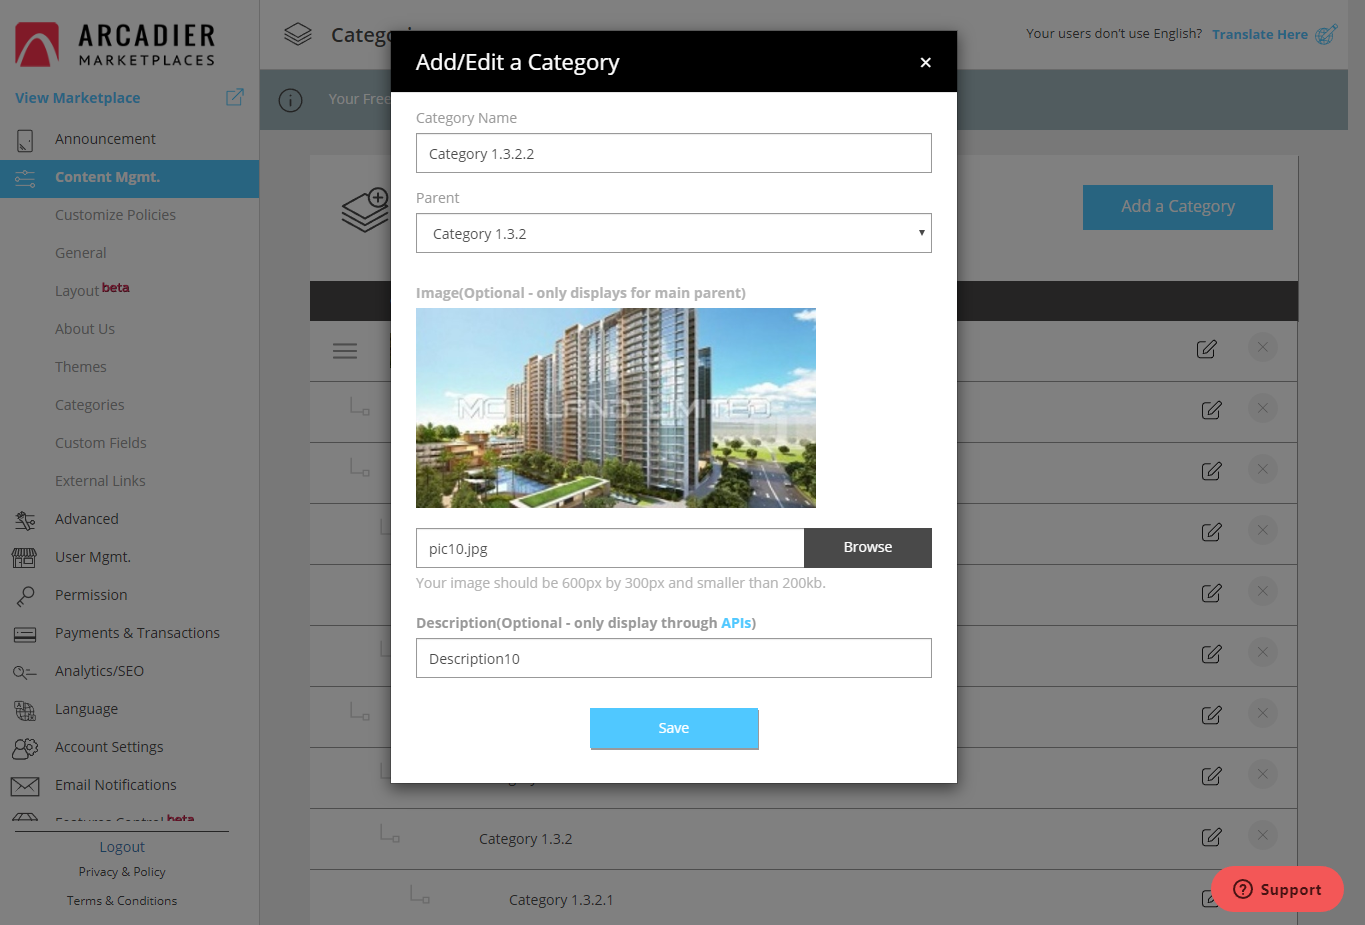 ARCADIER
MARKETPLACES
View Marketplace
Announcement
Content Mgmt.
Customize Policies
General
Layout beta
About Us
Themes
Categories
Custom Fields
External Links
Advanced
User Mgmt.
Permission
Payments & Transactions
Analytics/SEO
Language
Account Settings
Email Notifications
Features Control beta
Logout
Privacy & Policy
Terms & Conditions
Your users don't use English? Translate Here
Your Free
Add a Category
Add/Edit a Category
Category Name
Category 1.3.2.2
Parent
Category 1.3.2
Image(Optional - only displays for main parent)
MCL LAND LIMITED
pic10.jpg
Browse
Your image should be 600px by 300px and smaller than 200kb.
Description(Optional - only display through APIs)
Description10
Save
Category 1.3.2
Category 1.3.2.1
Support